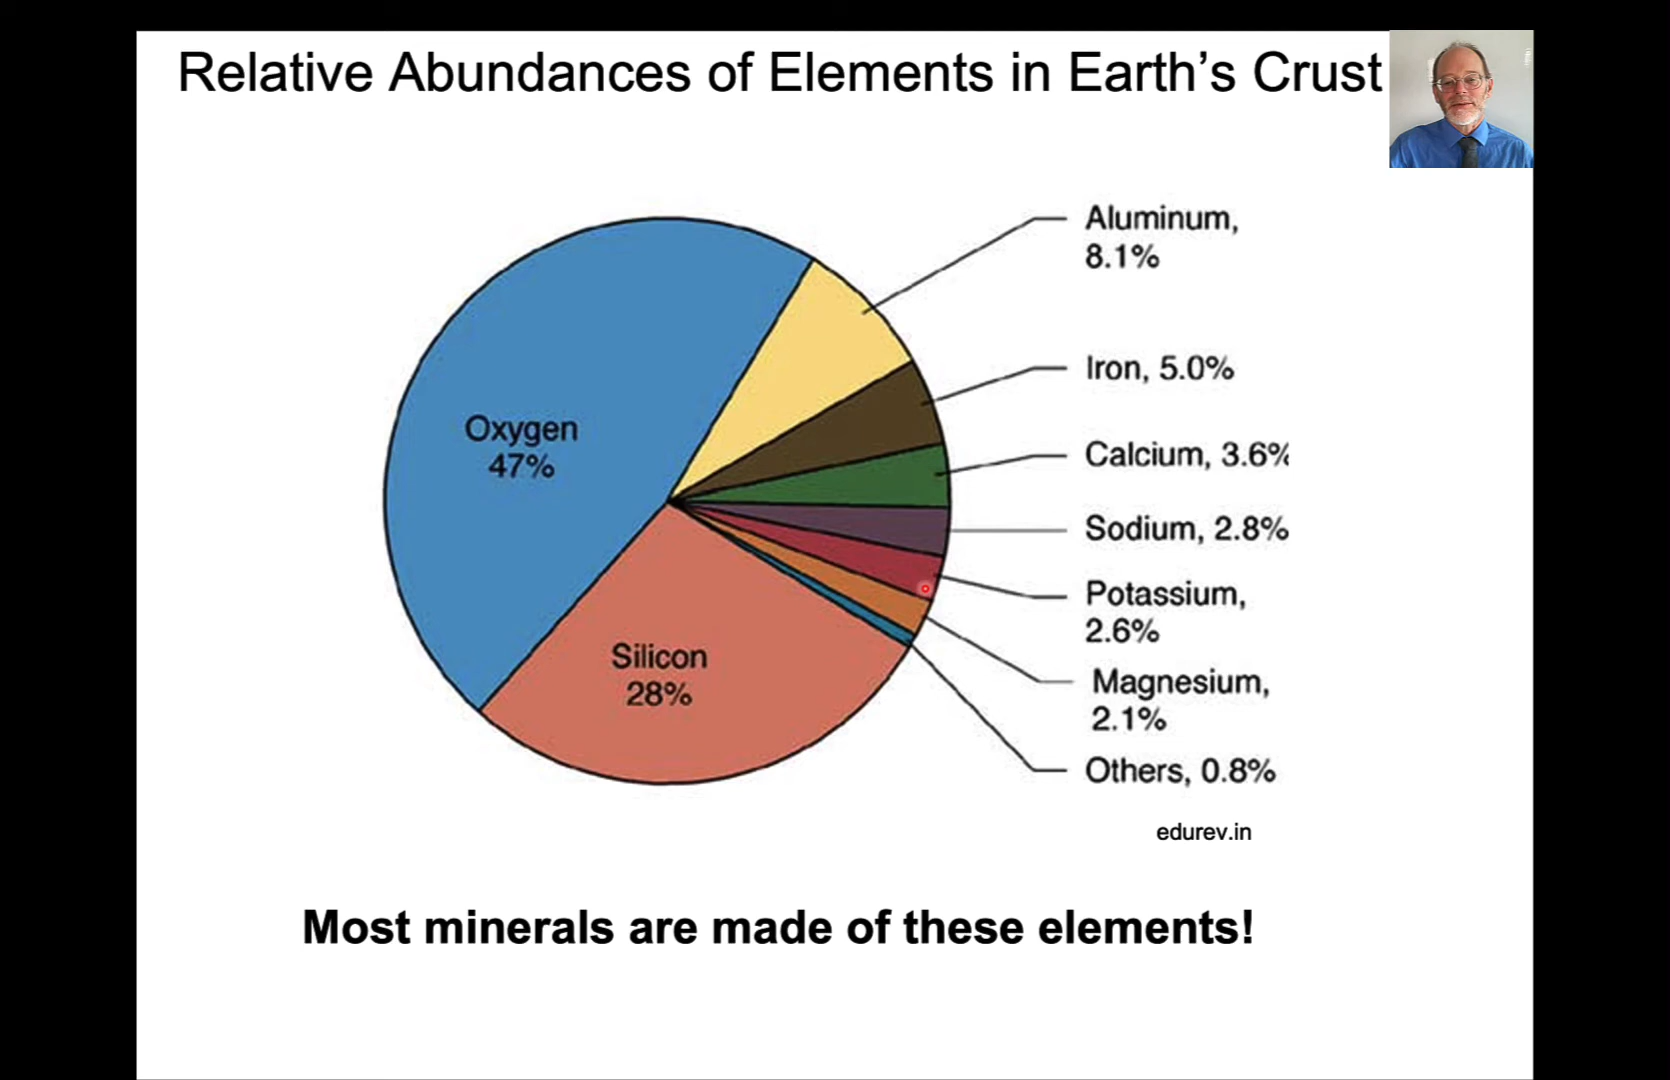 Relative Abundances of Elements in Earth’s Crust
Aluminum,
8.1%
Iron, 5.0%
Oxygen
47%
Calcium, 3.6%
Sodium, 2.8%
Potassium,
2.6%
Silicon
28%
Magnesium,
2.1%
Others, 0.8%
edurev.in
Most minerals are made of these elements!